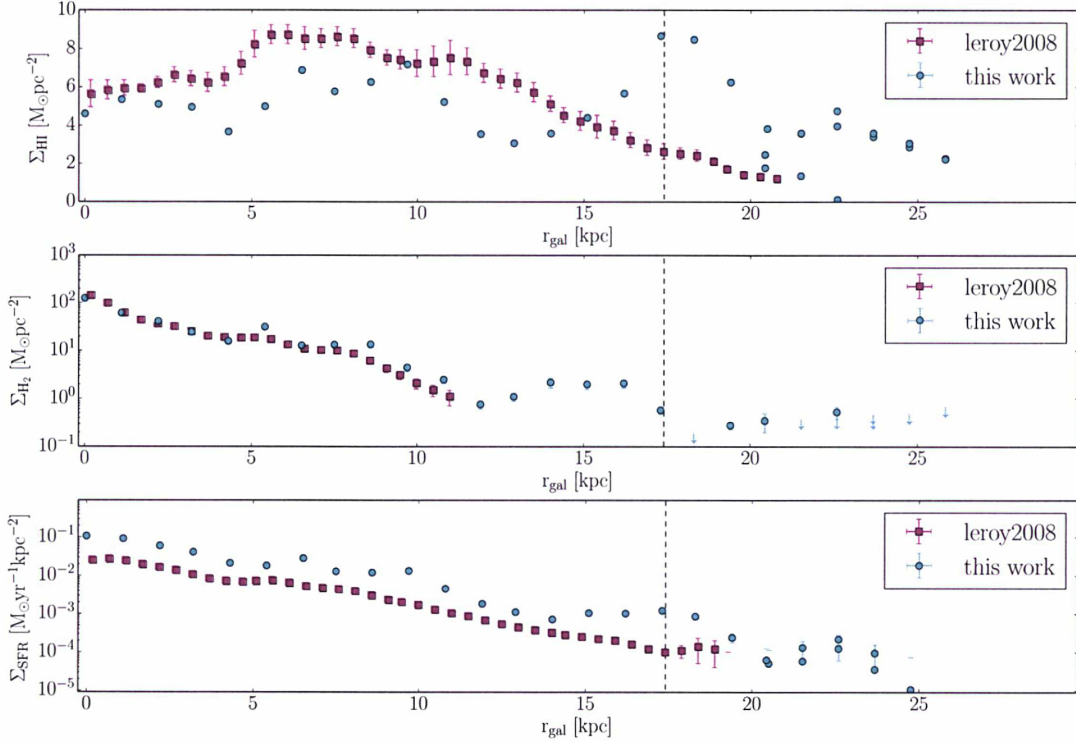 10
8
6
4
2
0
Σ_HI [M⊙pc⁻²]
leroy2008
this work
0 5 10 15 20 25
r_gal [kpc]
10³
10²
10¹
10⁰
10⁻¹
Σ_H₂ [M⊙pc⁻²]
leroy2008
this work
0 5 10 15 20 25
r_gal [kpc]
10⁻¹
10⁻²
10⁻³
10⁻⁴
10⁻⁵
Σ_SFR [M⊙yr⁻¹kpc⁻²]
leroy2008
this work
0 5 10 15 20 25
r_gal [kpc]